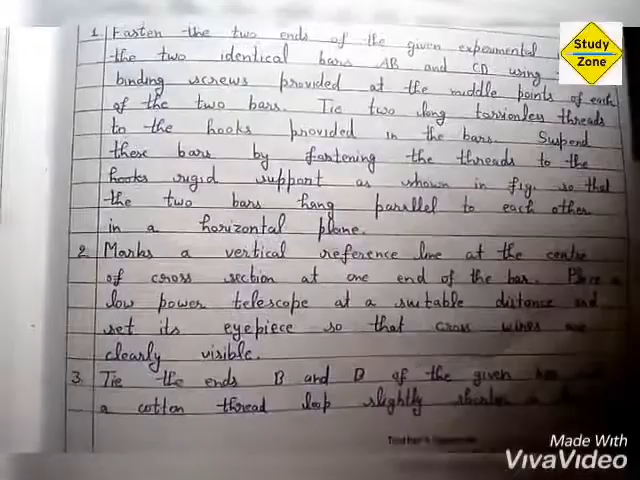 Study
Zone
1. Fasten the two ends of the given experimental
the two identical bars AB and CD using
binding screws provided at the middle points of each
of the two bars. Tie two long torsionless threads
to the hooks provided in the bars. Suspend
these bars by fastening the threads to the
hooks rigid support as shown in fig. so that
the two bars hang parallel to each other
in a horizontal plane.
2. Marks a vertical reference line at the centre
of cross section at one end of the bar. Place a
low power telescope at a suitable distance and
set its eyepiece so that cross wires are
clearly visible.
3. Tie the ends B and D of the given
a cotton thread loop slightly
Made With
VivaVideo